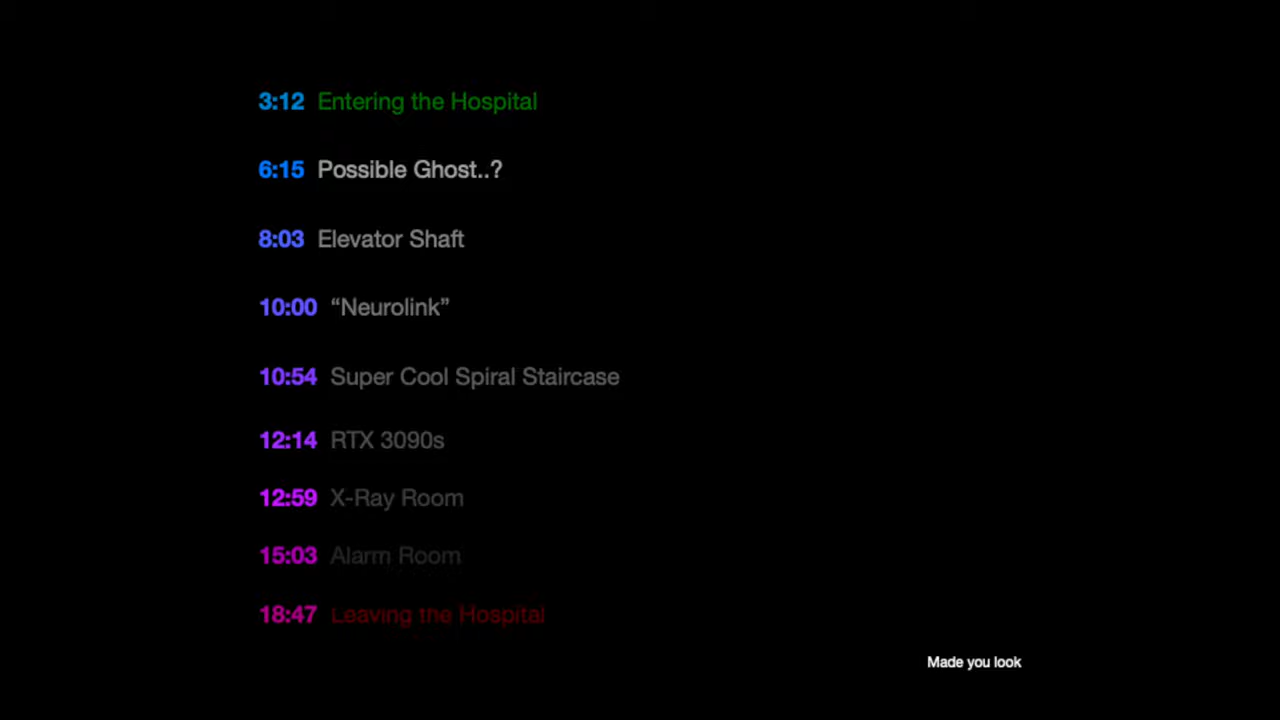 3:12 Entering the Hospital
6:15 Possible Ghost..?
8:03 Elevator Shaft
10:00 “Neurolink”
10:54 Super Cool Spiral Staircase
12:14 RTX 3090s
12:59 X-Ray Room
15:03 Alarm Room
18:47 Leaving the Hospital
Made you look